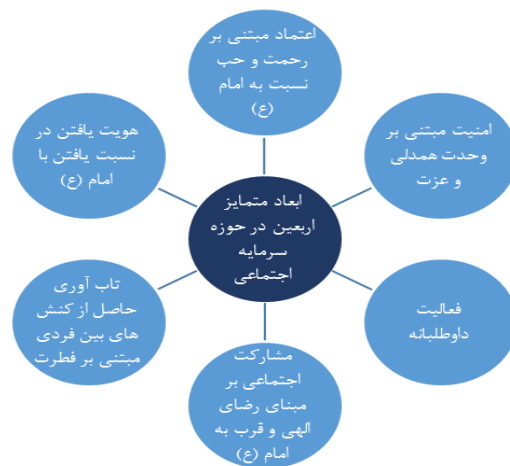 اعتماد مبتنی بر
رحمت و حب
نسبت به امام
(ع)
امنیت مبتنی بر
وحدت همدلی
و عزت
هویت یافتن در
نسبت یافتن با
امام (ع)
ابعاد متمایز
اربعین در حوزه
سرمایه
اجتماعی
فعالیت
داوطلبانه
تاب آوری
حاصل از کنش
های بین فردی
مبتنی بر فطرت
مشارکت
اجتماعی بر
مبنای رضای
الهی و قرب به
امام (ع)